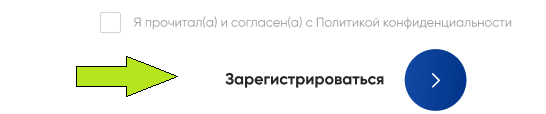 Я прочитал(а) и согласен(а) с Политикой конфиденциальности
Зарегистрироваться